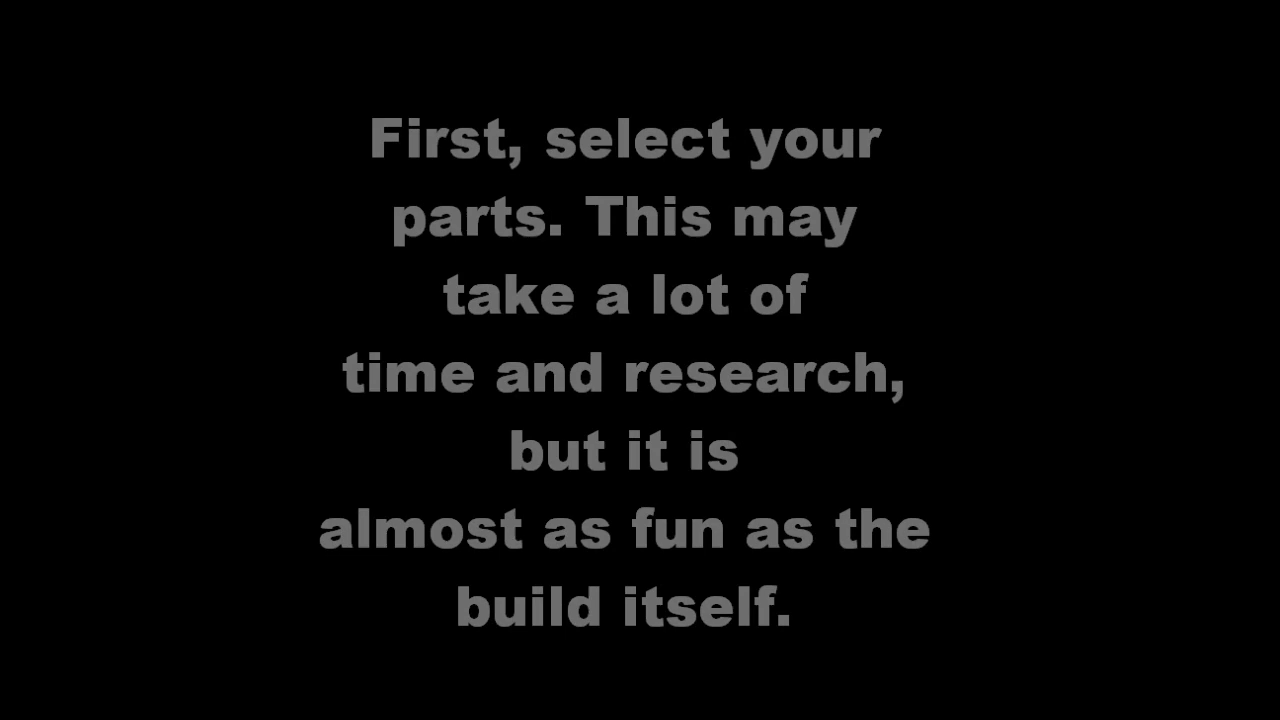 First, select your
parts. This may
take a lot of
time and research,
but it is
almost as fun as the
build itself.